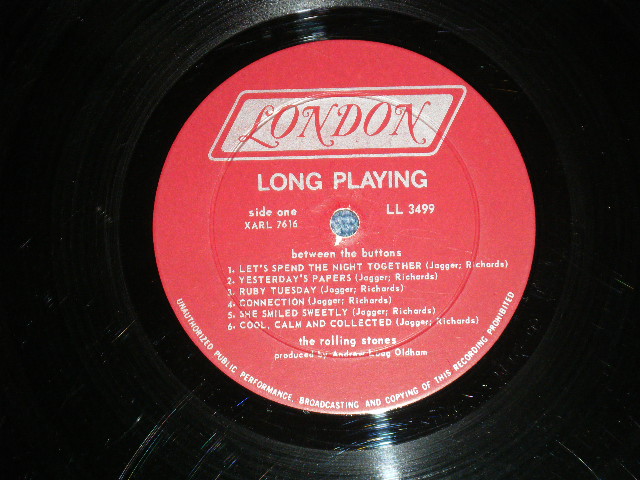 LONDON
LONG PLAYING
side one LL 3499
XARL 7616
between the buttons
1. LET'S SPEND THE NIGHT TOGETHER (Jagger; Richards)
2. YESTERDAY'S PAPERS (Jagger; Richards)
3. RUBY TUESDAY (Jagger; Richards)
4. CONNECTION (Jagger; Richards)
5. SHE SMILED SWEETLY (Jagger; Richards)
6. COOL, CALM AND COLLECTED (Jagger; Richards)
the rolling stones
produced by Andrew Loog Oldham
UNAUTHORIZED PUBLIC PERFORMANCE, BROADCASTING AND COPYING OF THIS RECORDING PROHIBITED